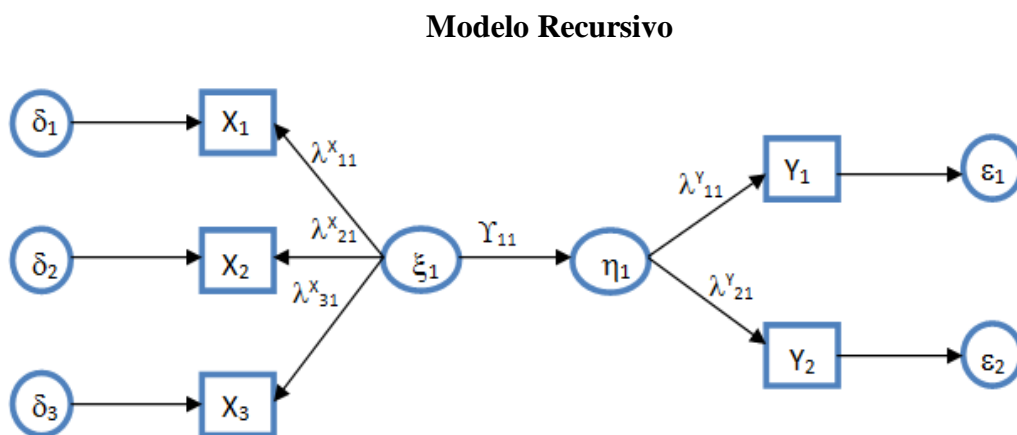 Modelo Recursivo
δ₁ X₁ λˣ₁₁ λʸ₁₁ Y₁ ε₁
δ₂ X₂ λˣ₂₁ ξ₁ ϒ₁₁ η₁
λˣ₃₁ λʸ₂₁
δ₃ X₃ Y₂ ε₂